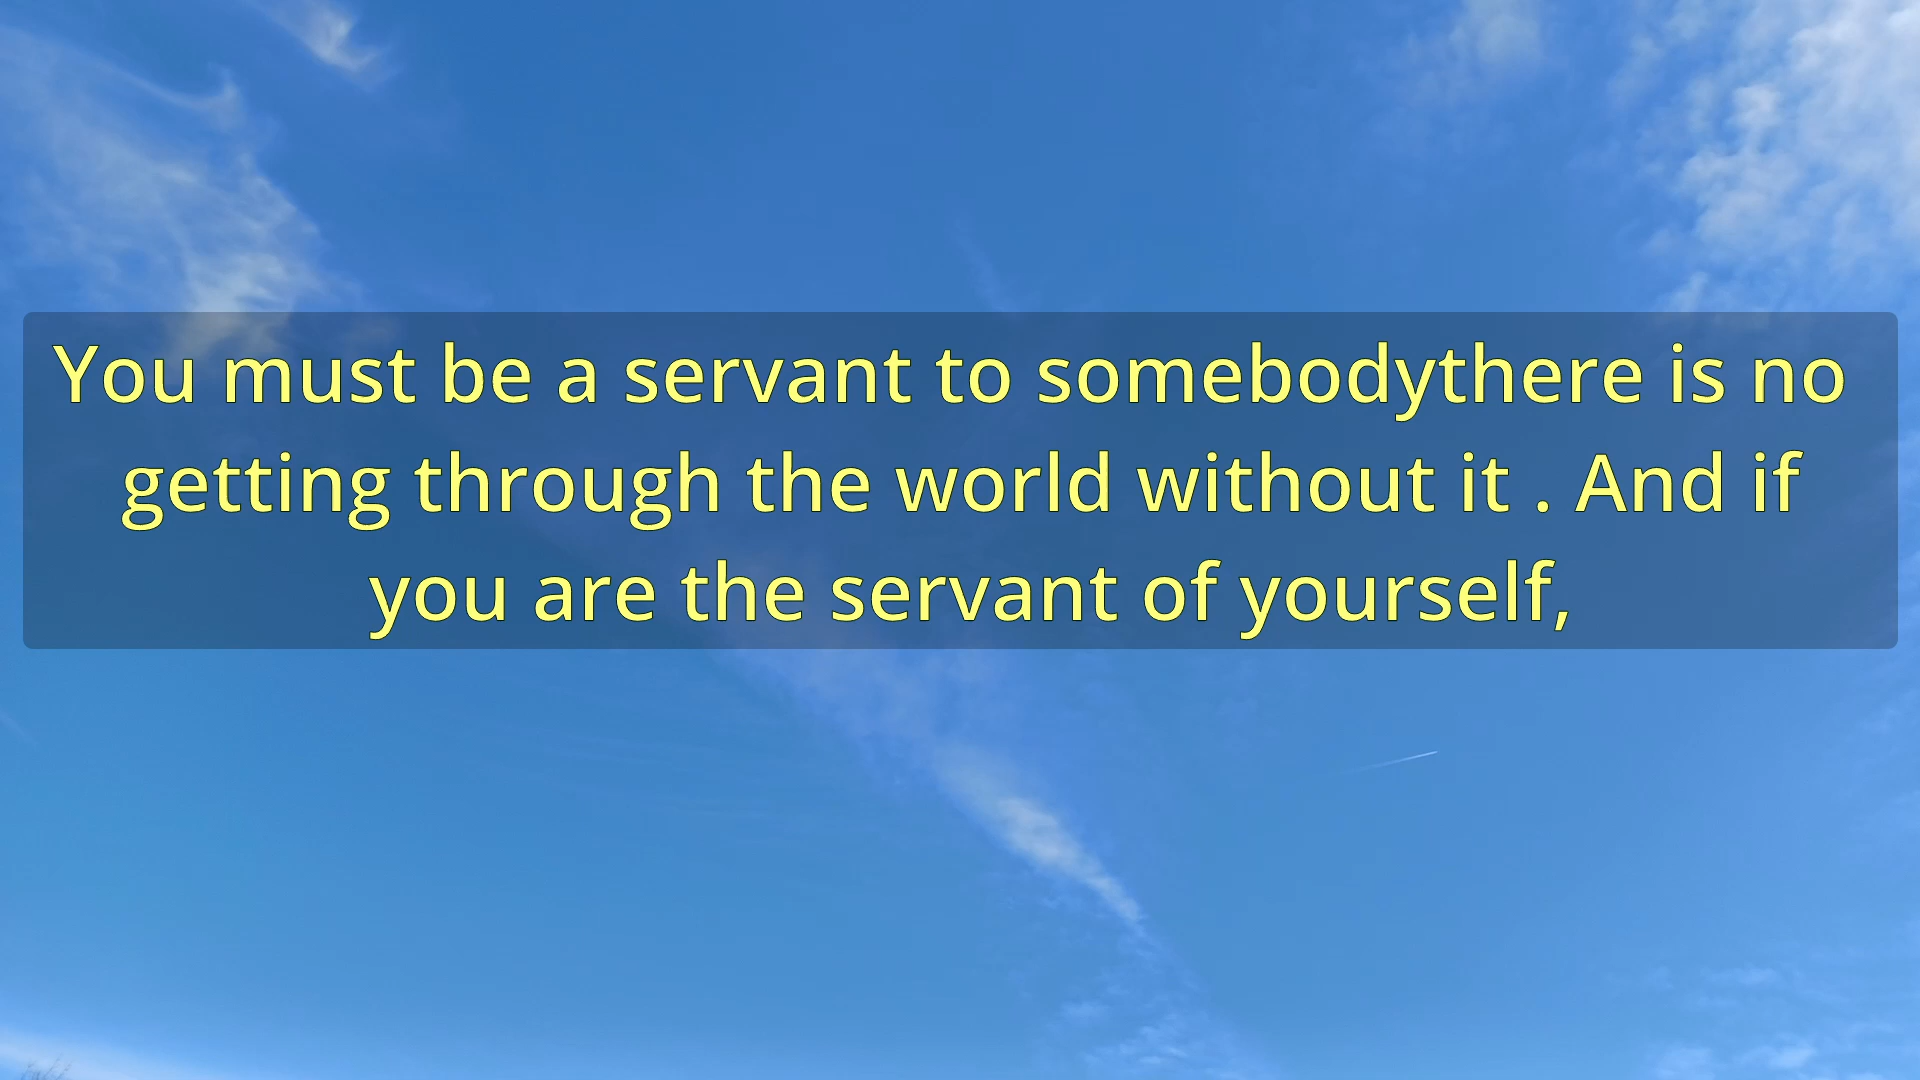 You must be a servant to somebodythere is no
getting through the world without it . And if
you are the servant of yourself,